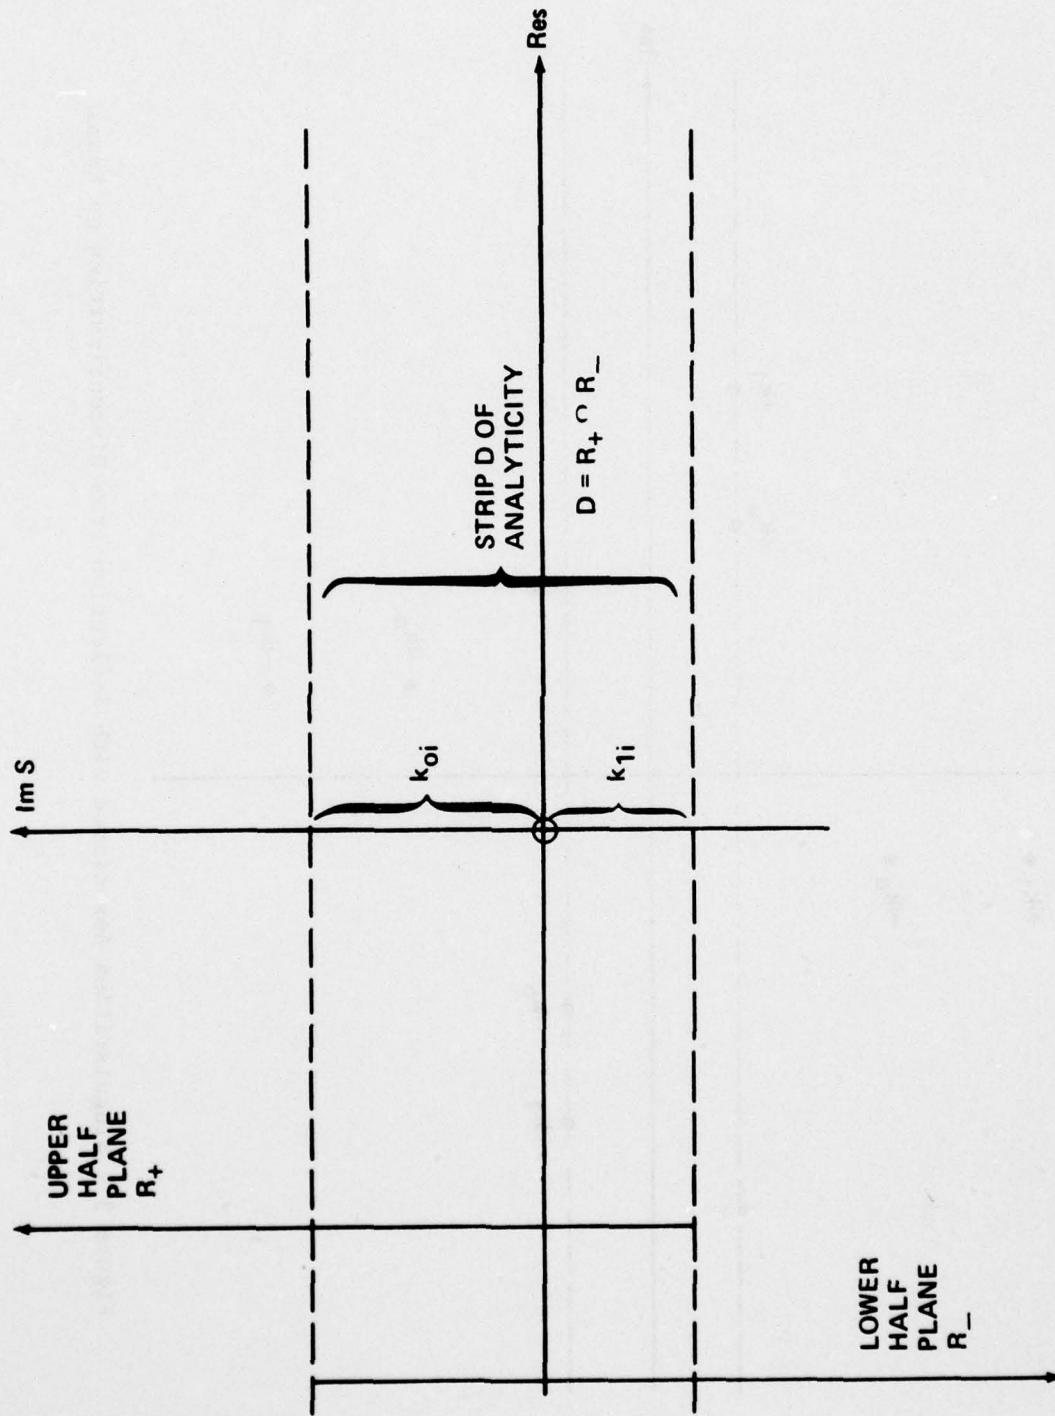 Im S
UPPER
HALF
PLANE
R₊
k₀ᵢ
STRIP D OF
ANALYTICITY
Res
D = R₊ ∩ R₋
k₁ᵢ
LOWER
HALF
PLANE
R₋